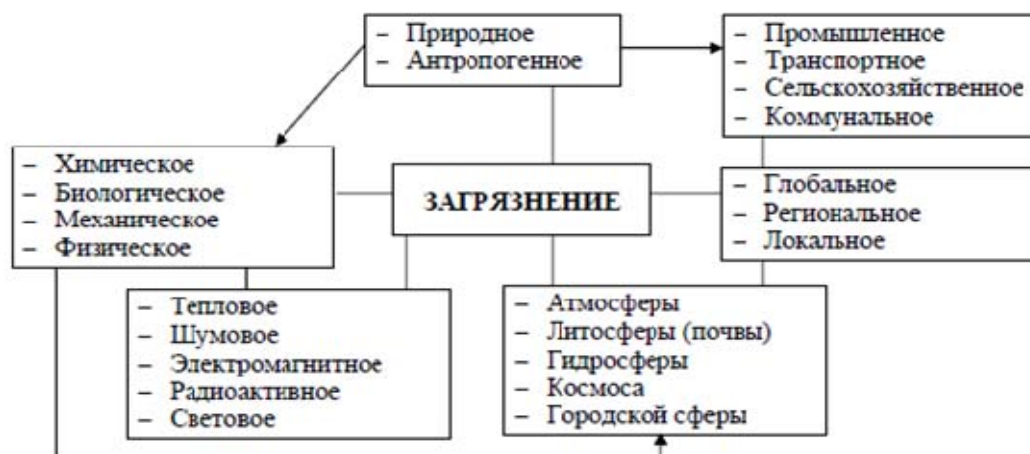 – Природное
– Антропогенное
– Промышленное
– Транспортное
– Сельскохозяйственное
– Коммунальное
– Химическое
– Биологическое
– Механическое
– Физическое
ЗАГРЯЗНЕНИЕ
– Глобальное
– Региональное
– Локальное
– Тепловое
– Шумовое
– Электромагнитное
– Радиоактивное
– Световое
– Атмосферы
– Литосферы (почвы)
– Гидросферы
– Космоса
– Городской сферы